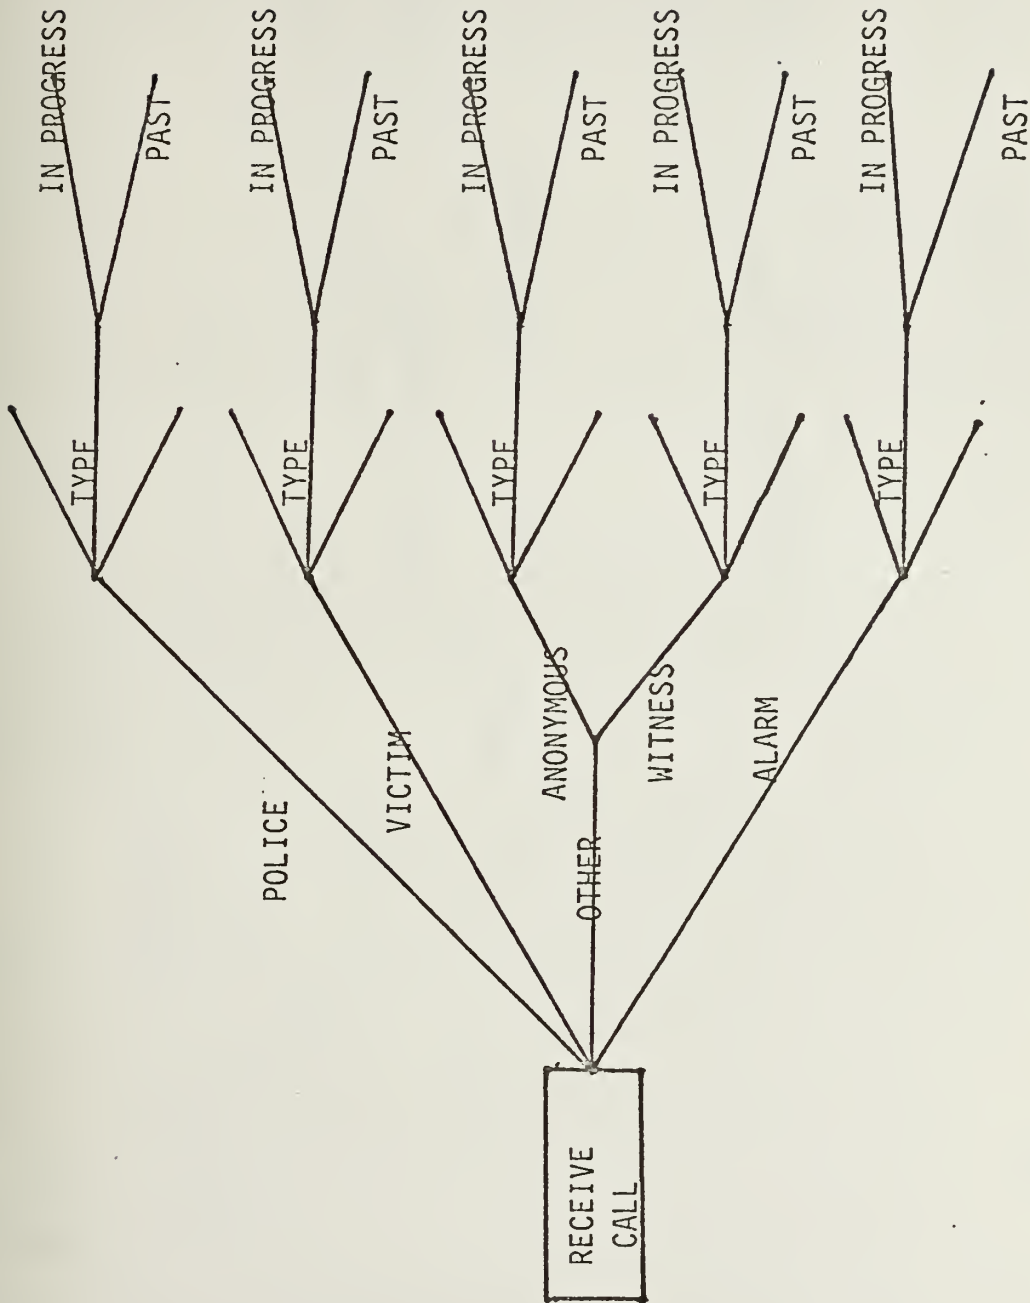 RECEIVE
CALL
POLICE
VICTIM
OTHER
ANONYMOUS
WITNESS
ALARM
TYPE
IN PROGRESS
PAST
TYPE
IN PROGRESS
PAST
TYPE
IN PROGRESS
PAST
TYPE
IN PROGRESS
PAST
TYPE
IN PROGRESS
PAST